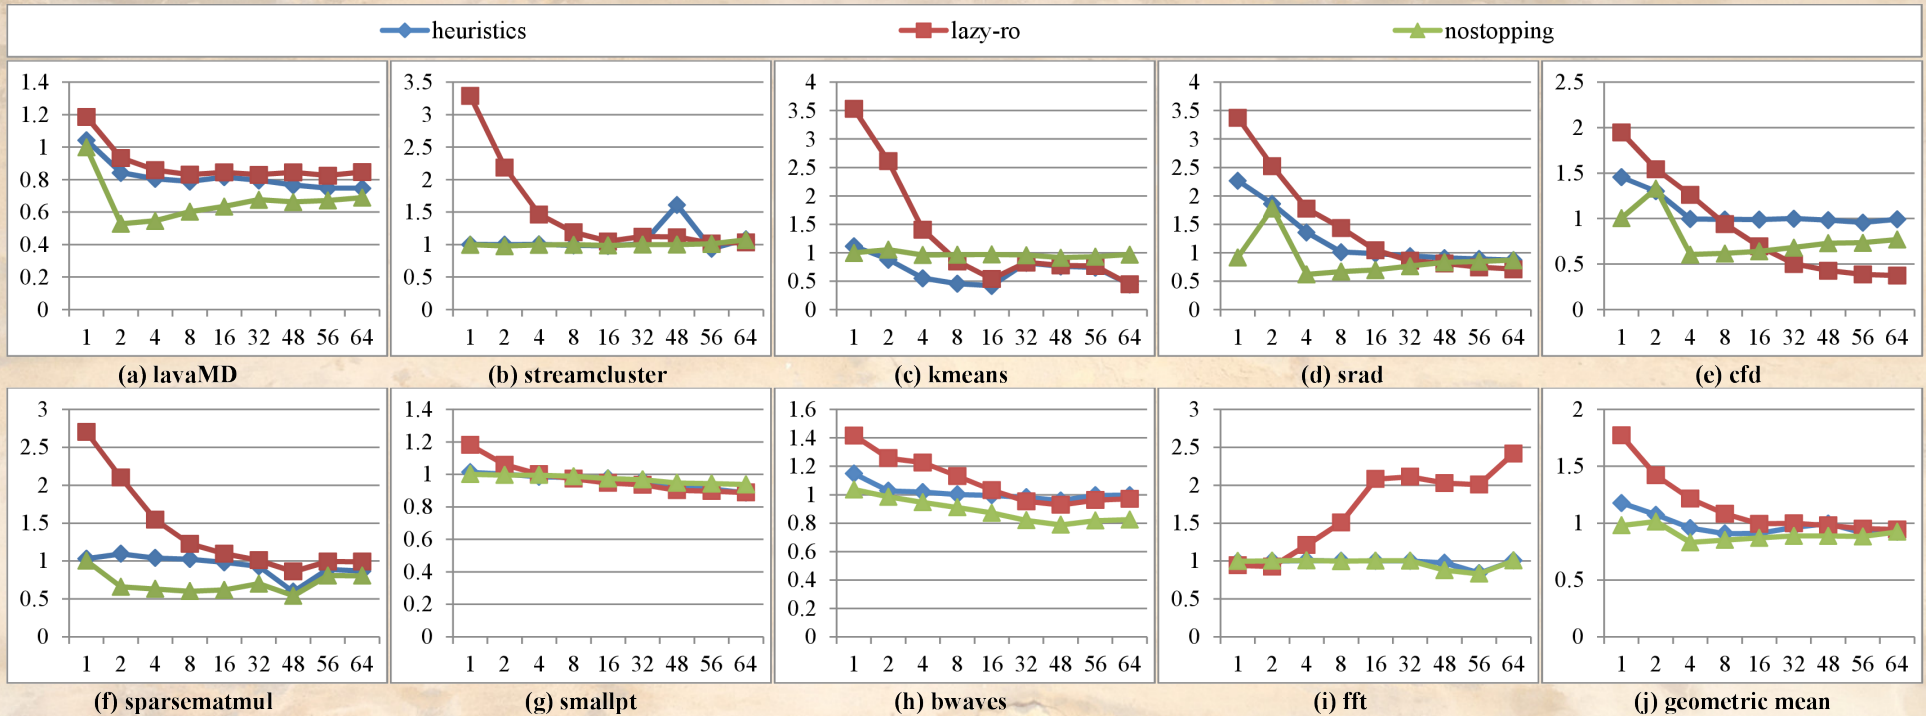 heuristics lazy-ro nostopping
1.4 3.5 4 4 2.5
1.2 3 3.5 3.5 2
1 2.5 3 3 1.5
0.8 2 2.5 2.5 1
0.6 1.5 2 2 0.5
0.4 1 1.5 1.5 0
0.2 0.5 1 1
0 0 0.5 0.5
0 0
1 2 4 8 16 32 48 56 64 1 2 4 8 16 32 48 56 64 1 2 4 8 16 32 48 56 64 1 2 4 8 16 32 48 56 64 1 2 4 8 16 32 48 56 64
(a) lavaMD (b) streamcluster (c) kmeans (d) srad (e) cfd
3 1.4 1.6 3 2
2.5 1.2 1.4 2.5 1.5
2 1 1.2 2 1
1.5 0.8 1 1.5 0.5
1 0.6 0.8 1 0
0.5 0.4 0.6 0.5
0 0.2 0.4 0
0 0.2
0
1 2 4 8 16 32 48 56 64 1 2 4 8 16 32 48 56 64 1 2 4 8 16 32 48 56 64 1 2 4 8 16 32 48 56 64 1 2 4 8 16 32 48 56 64
(f) sparsematmul (g) smallpt (h) bwaves (i) fft (j) geometric mean